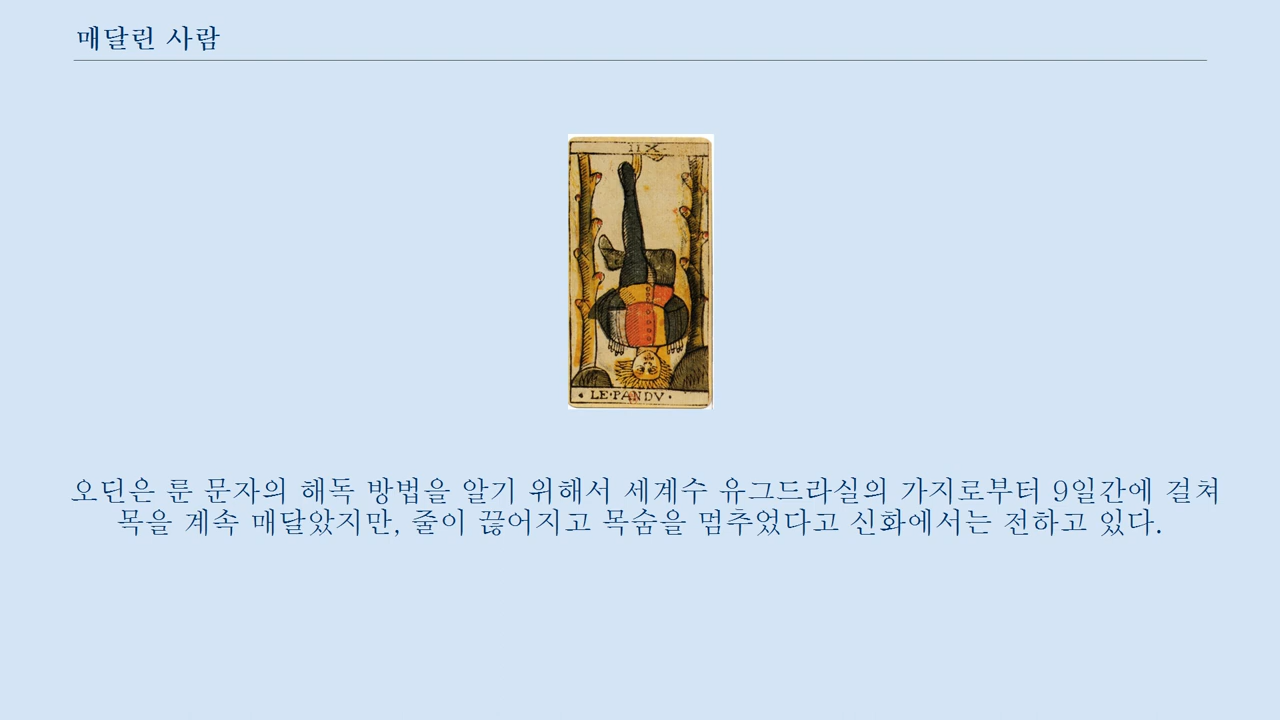 매달린 사람
IIX
LE·PANDV·
오딘은 룬 문자의 해독 방법을 알기 위해서 세계수 유그드라실의 가지로부터 9일간에 걸쳐
목을 계속 매달았지만, 줄이 끊어지고 목숨을 멈추었다고 신화에서는 전하고 있다.